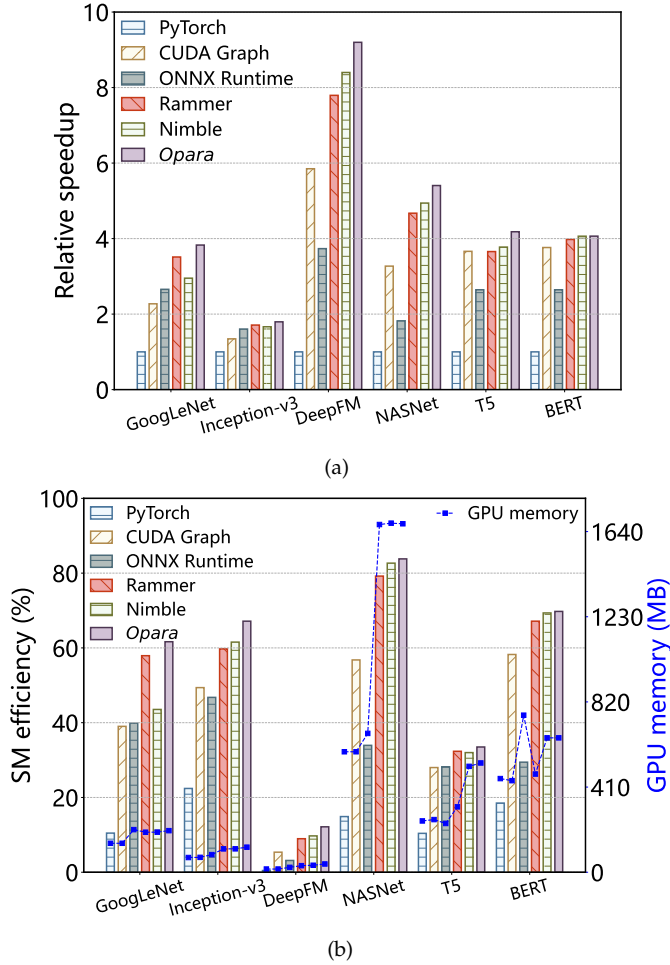 10
8
6
4
2
0
Relative speedup
PyTorch
CUDA Graph
ONNX Runtime
Rammer
Nimble
Opara
GoogLeNet
Inception-v3
DeepFM
NASNet
T5
BERT
(a)
100
80
60
40
20
0
SM efficiency (%)
PyTorch
CUDA Graph
ONNX Runtime
Rammer
Nimble
Opara
GPU memory
1640
1230
820
410
0
GPU memory (MB)
GoogLeNet
Inception-v3
DeepFM
NASNet
T5
BERT
(b)